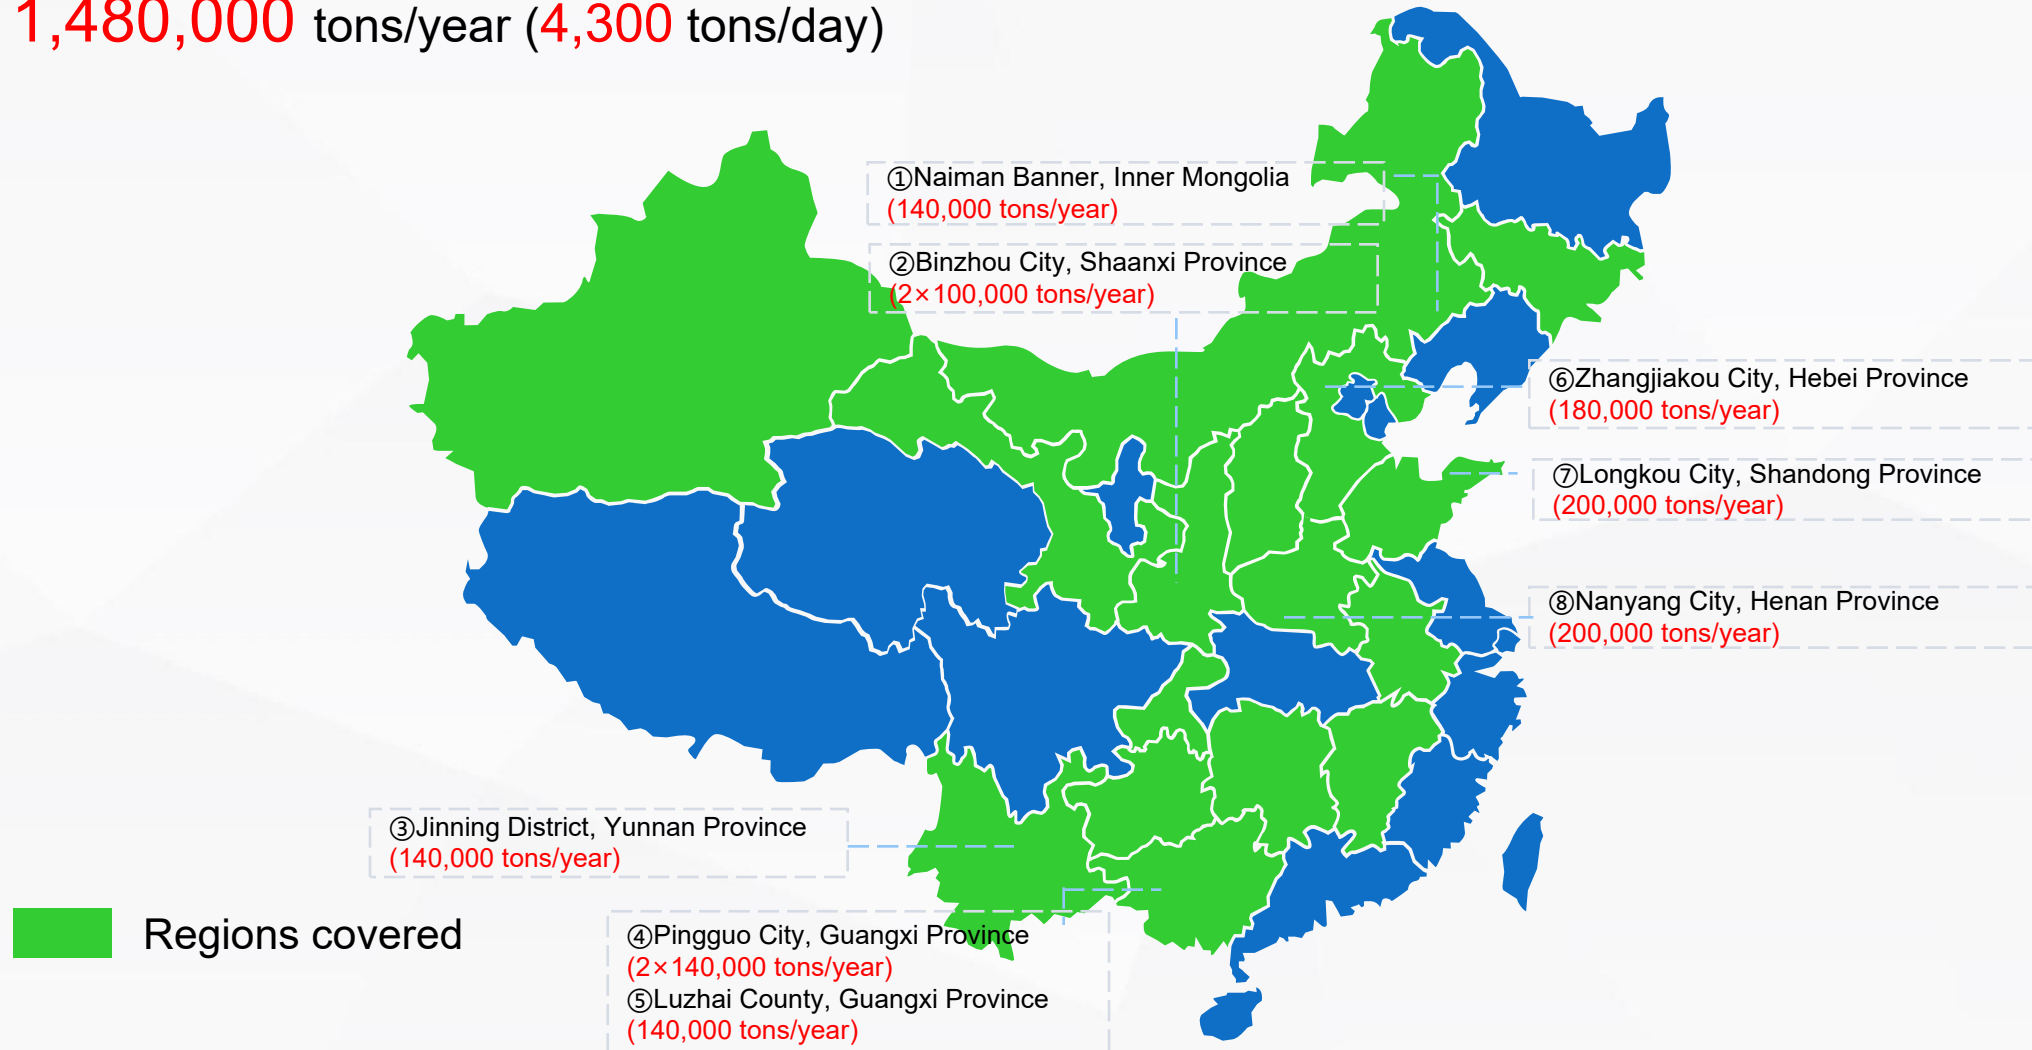 1,480,000 tons/year (4,300 tons/day)
①Naiman Banner, Inner Mongolia
(140,000 tons/year)
②Binzhou City, Shaanxi Province
(2×100,000 tons/year)
⑥Zhangjiakou City, Hebei Province
(180,000 tons/year)
⑦Longkou City, Shandong Province
(200,000 tons/year)
⑧Nanyang City, Henan Province
(200,000 tons/year)
③Jinning District, Yunnan Province
(140,000 tons/year)
Regions covered
④Pingguo City, Guangxi Province
(2×140,000 tons/year)
⑤Luzhai County, Guangxi Province
(140,000 tons/year)